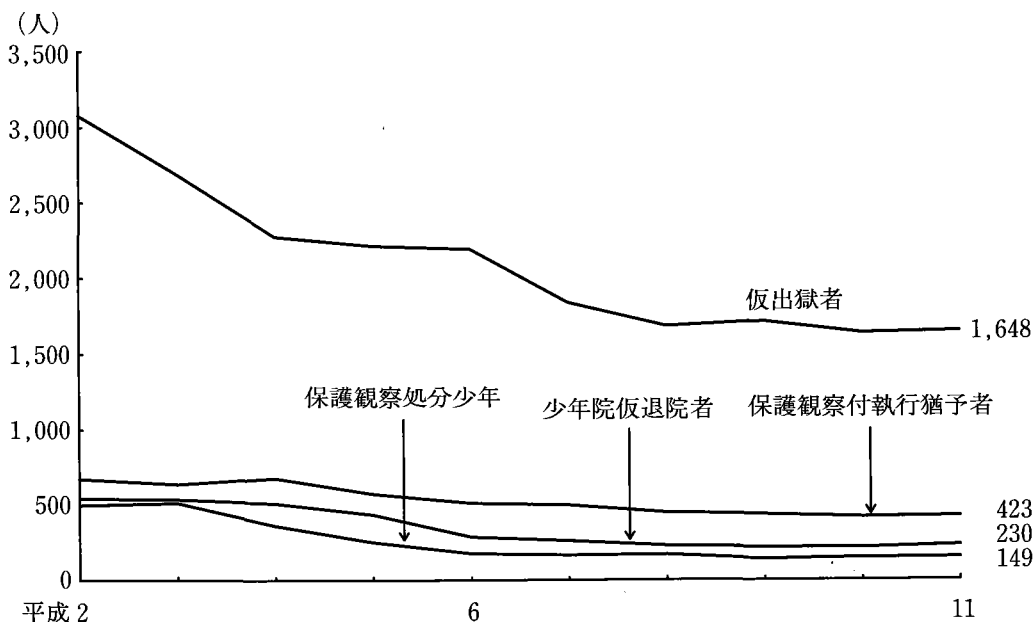 (人)
3,500
3,000
2,500
2,000
1,500
1,000
500
0
仮出獄者
1,648
保護観察処分少年
少年院仮退院者
保護観察付執行猶予者
423
230
149
平成2
6
11